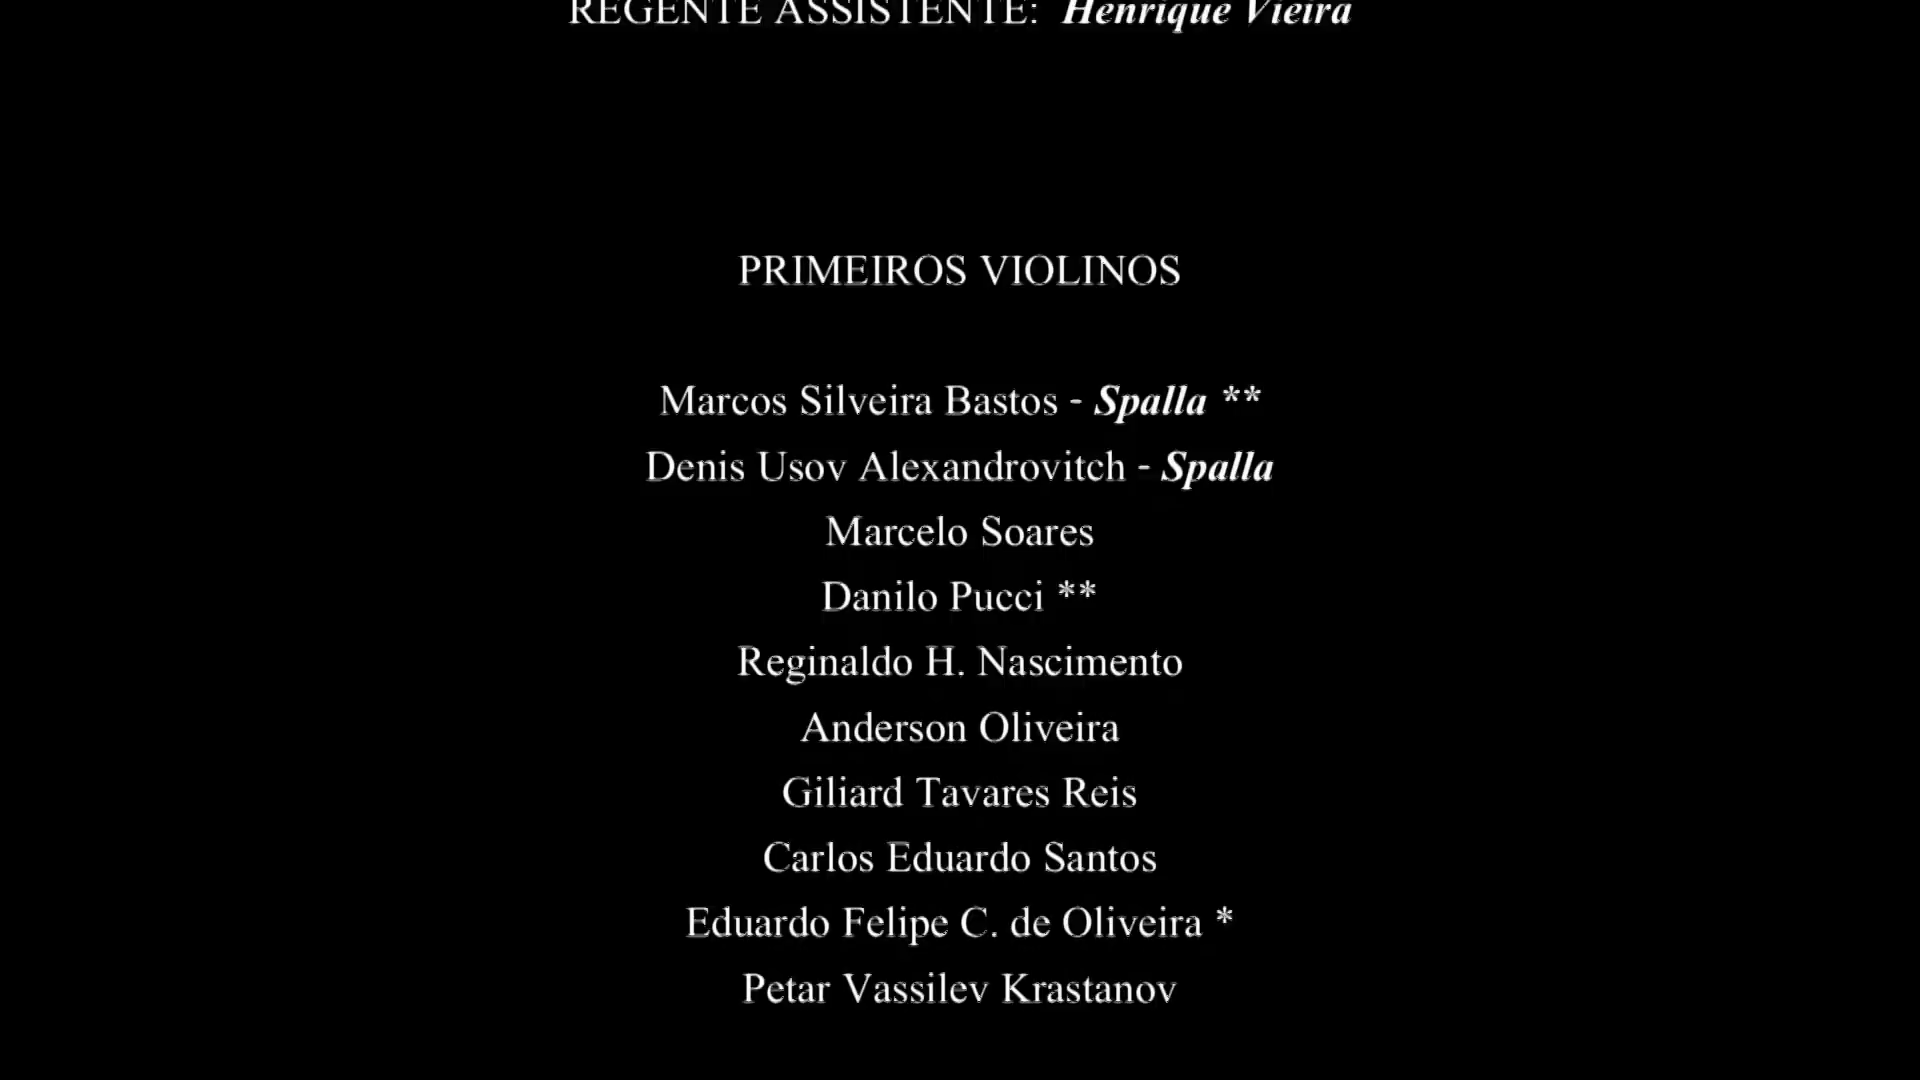 REGENTE ASSISTENTE: Henrique Vieira
PRIMEIROS VIOLINOS
Marcos Silveira Bastos - Spalla **
Denis Usov Alexandrovitch - Spalla
Marcelo Soares
Danilo Pucci **
Reginaldo H. Nascimento
Anderson Oliveira
Giliard Tavares Reis
Carlos Eduardo Santos
Eduardo Felipe C. de Oliveira *
Petar Vassilev Krastanov